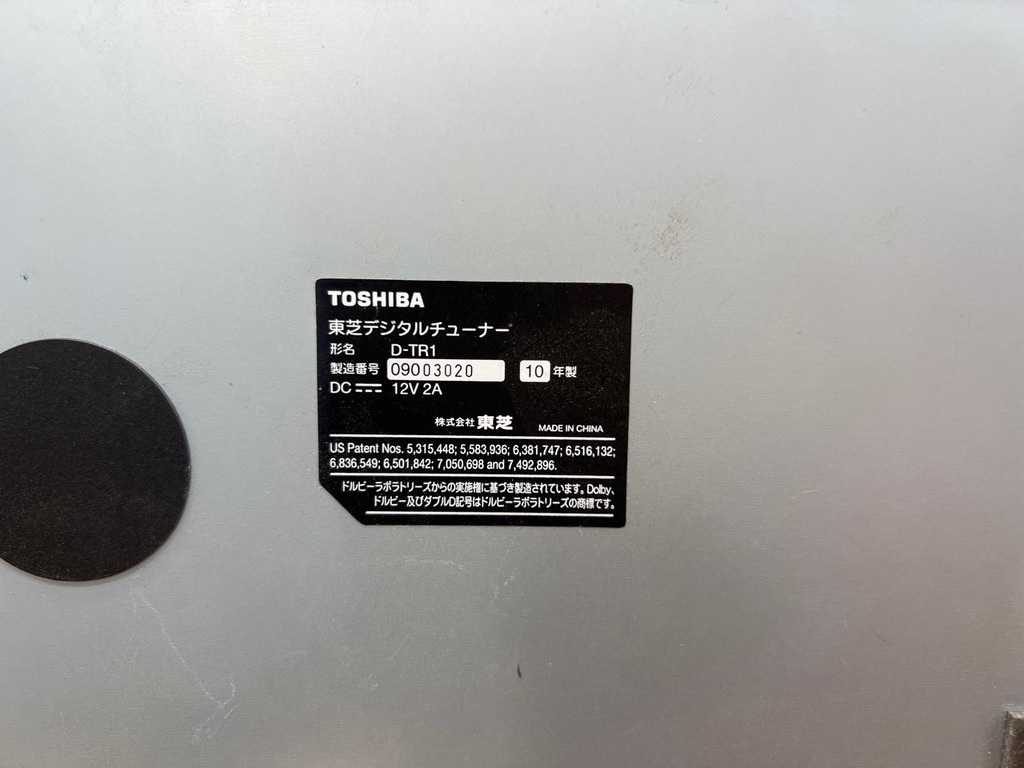 TOSHIBA
東芝デジタルチューナー
形名 D-TR1
製造番号 09003020 10 年製
DC 12V 2A
株式会社 東芝 MADE IN CHINA
US Patent Nos. 5,315,448; 5,583,936; 6,381,747; 6,516,132;
6,836,549; 6,501,842; 7,050,698 and 7,492,896.
ドルビーラボラトリーズからの実施権に基づき製造されています。Dolby、
ドルビー及びダブルD記号はドルビーラボラトリーズの商標です。